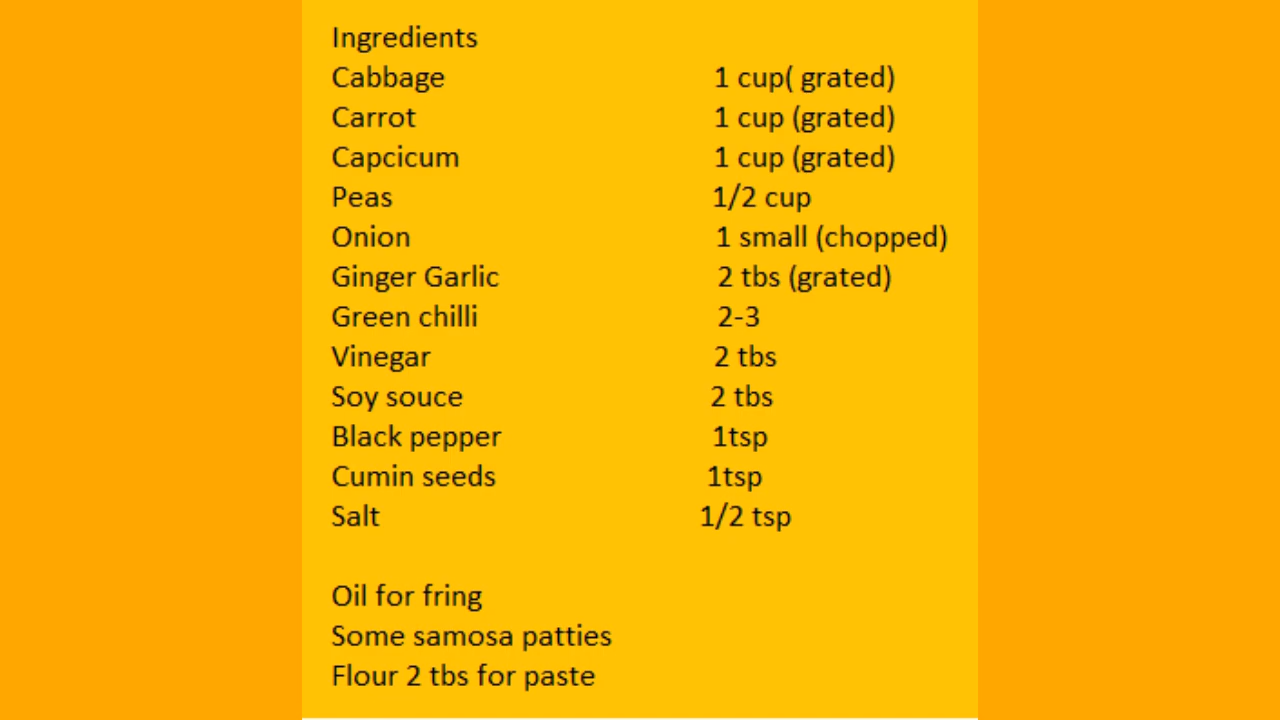 Ingredients
Cabbage 1 cup( grated)
Carrot 1 cup (grated)
Capcicum 1 cup (grated)
Peas 1/2 cup
Onion 1 small (chopped)
Ginger Garlic 2 tbs (grated)
Green chilli 2-3
Vinegar 2 tbs
Soy souce 2 tbs
Black pepper 1tsp
Cumin seeds 1tsp
Salt 1/2 tsp
Oil for fring
Some samosa patties
Flour 2 tbs for paste